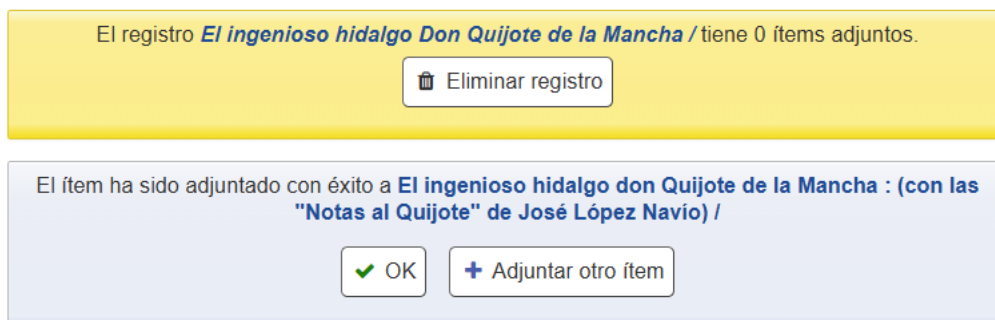 El registro El ingenioso hidalgo Don Quijote de la Mancha / tiene 0 ítems adjuntos.
Eliminar registro
El ítem ha sido adjuntado con éxito a El ingenioso hidalgo don Quijote de la Mancha : (con las
"Notas al Quijote" de José López Navío) /
OK
Adjuntar otro ítem